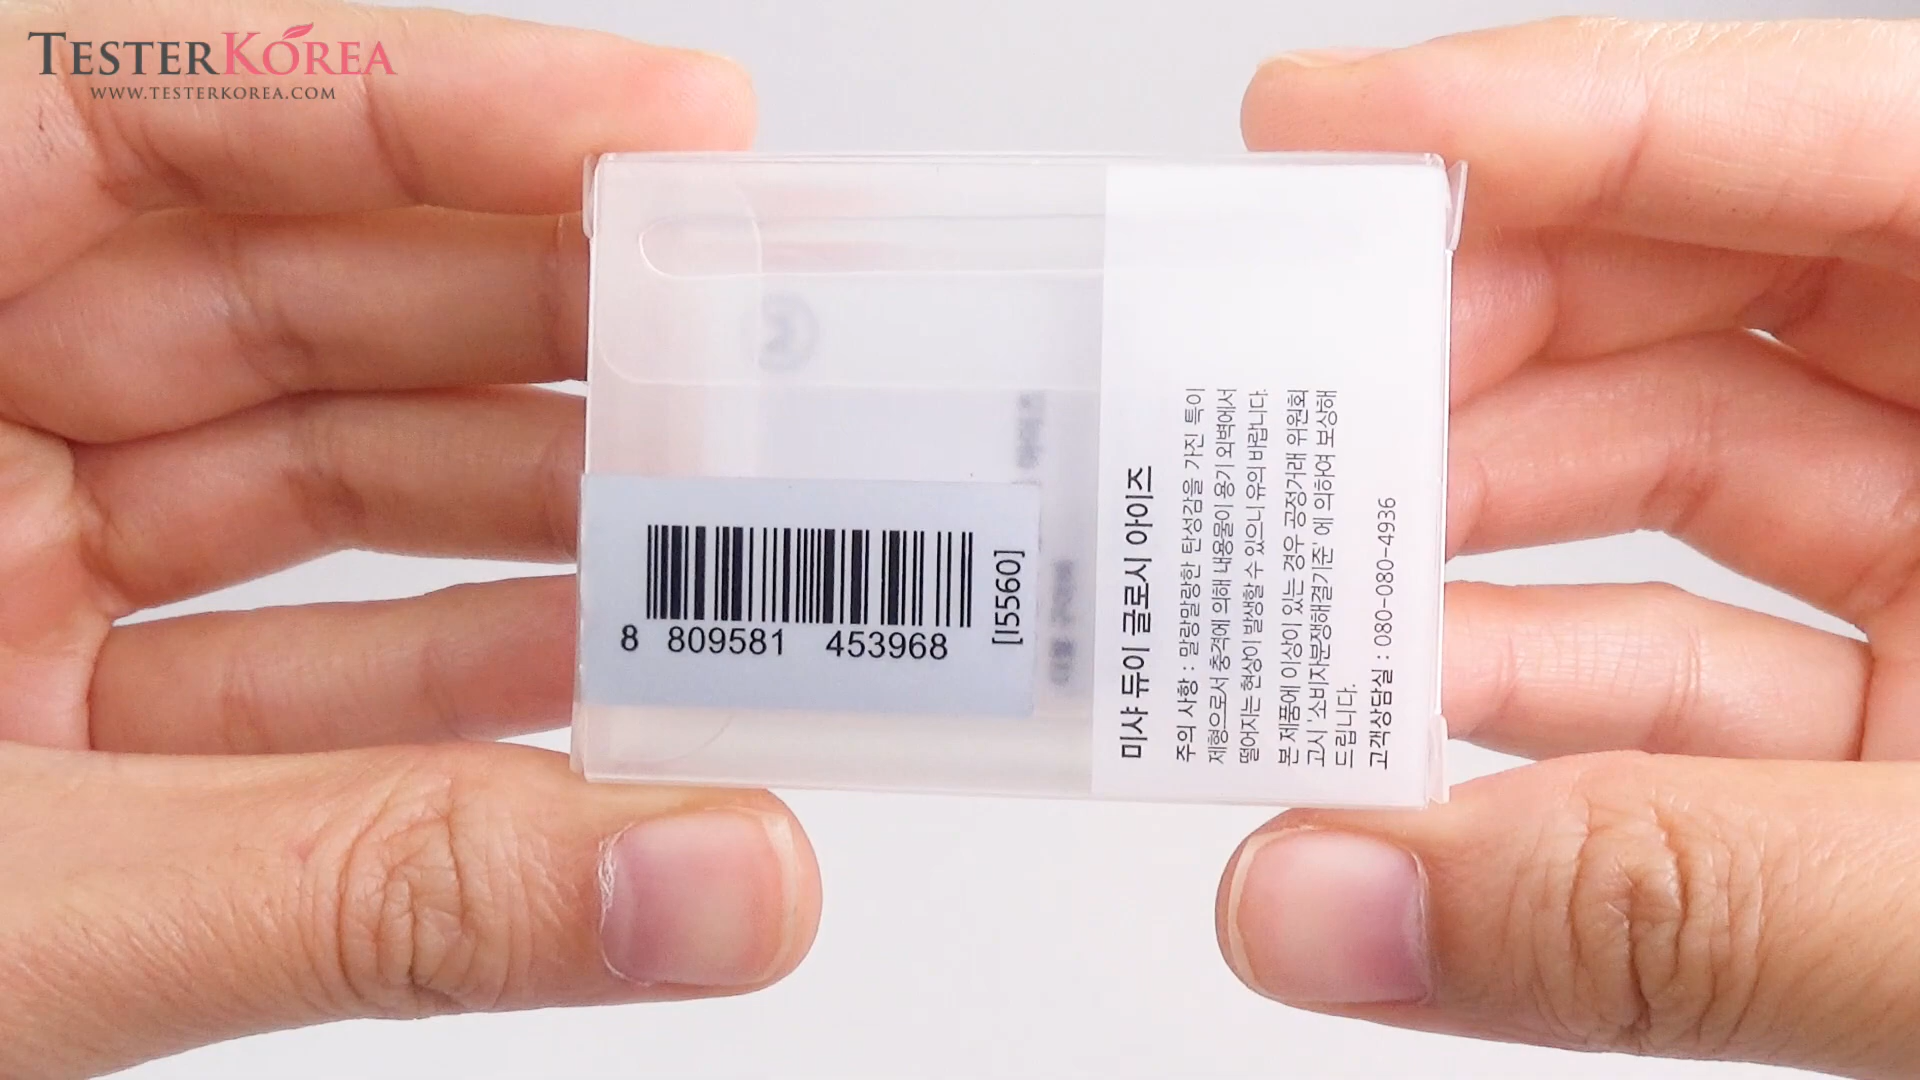 TESTERKOREA
WWW.TESTERKOREA.COM
8 809581 453968
[I5560]
미샤 듀이 글로시 아이즈
주의 사항 : 말랑말랑한 탄성감을 가진 특이
제형으로서 충격에 의해 내용물이 용기 외벽에서
떨어지는 현상이 발생할 수 있으니 유의 바랍니다.
본 제품에 이상이 있는 경우 공정거래 위원회
고시 '소비자분쟁해결기준' 에 의하여 보상해
드립니다.
고객상담실 : 080-080-4936